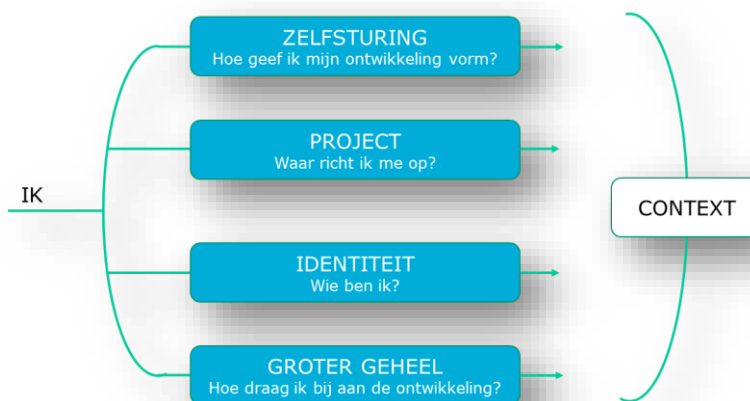 ZELFSTURING
Hoe geef ik mijn ontwikkeling vorm?
PROJECT
Waar richt ik me op?
IK
CONTEXT
IDENTITEIT
Wie ben ik?
GROTER GEHEEL
Hoe draag ik bij aan de ontwikkeling?